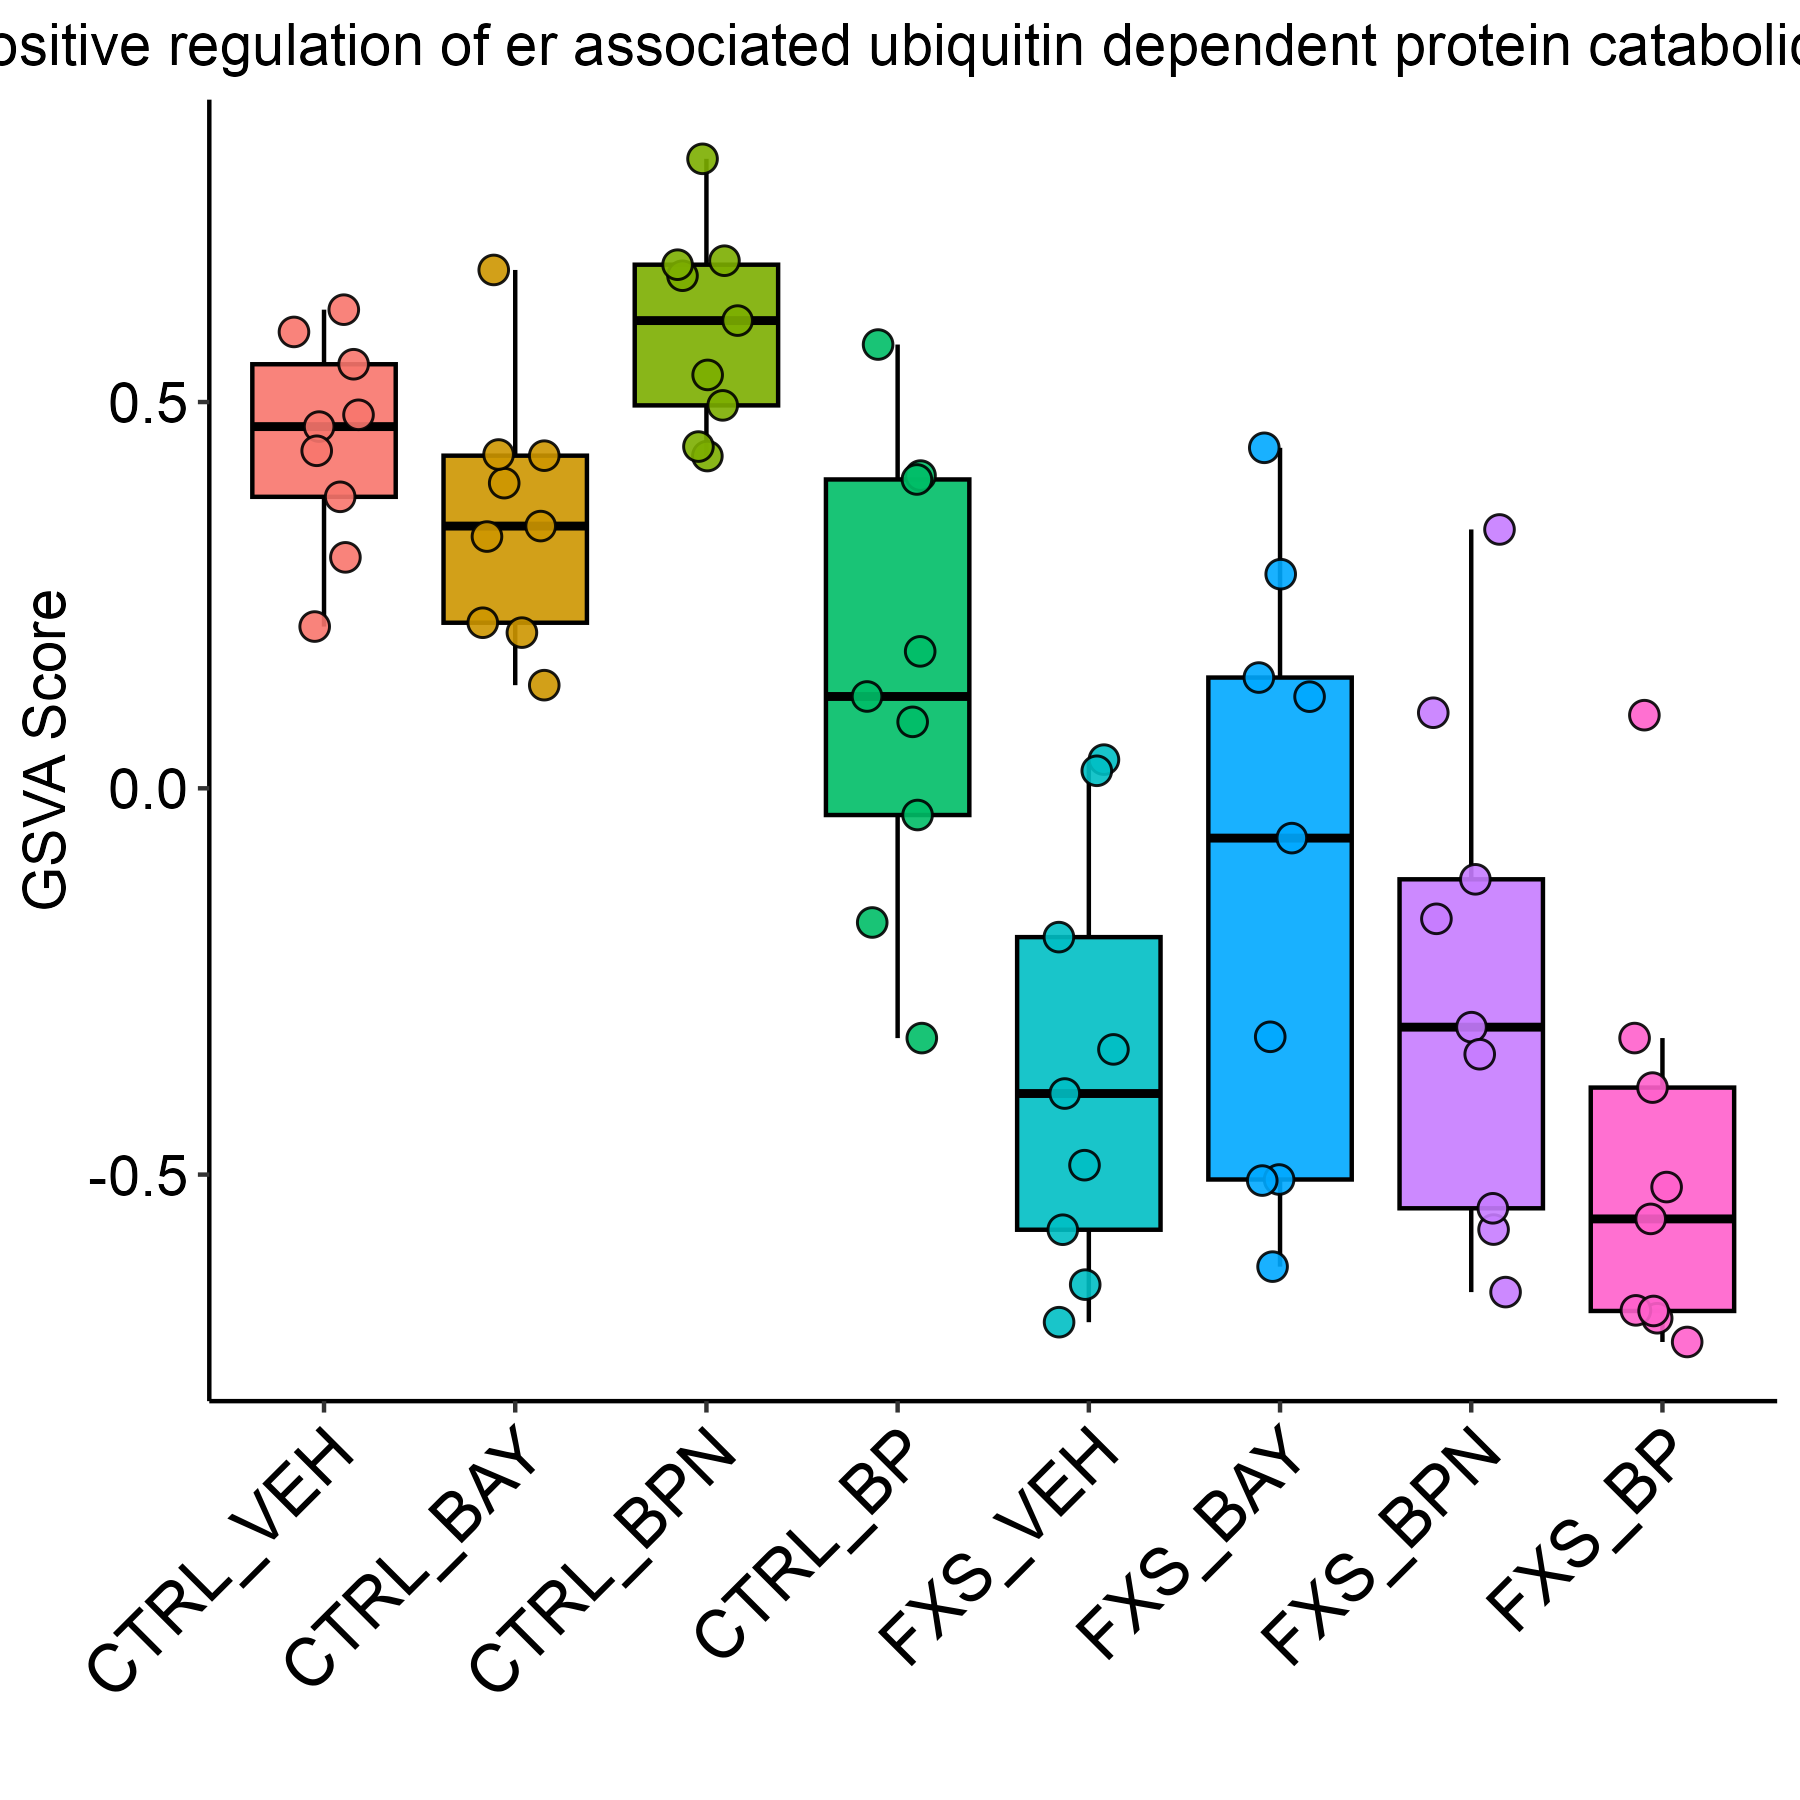 ositive regulation of er associated ubiquitin dependent protein catabolic
GSVA Score
0.5
0.0
-0.5
CTRL_VEH
CTRL_BAY
CTRL_BPN
CTRL_BP
FXS_VEH
FXS_BAY
FXS_BPN
FXS_BP